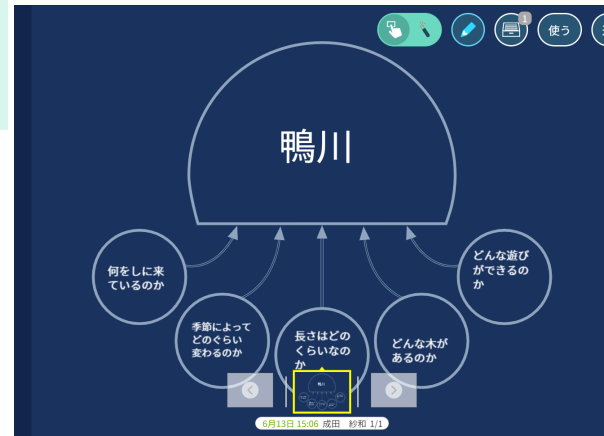 1
使う
鴨川
何をしに来
ているのか
季節によって
どのぐらい
変わるのか
長さはどの
くらいなの
か
どんな木が
あるのか
どんな遊び
ができるの
か
鴨川
6月13日 15:06 成田 紗和 1/1